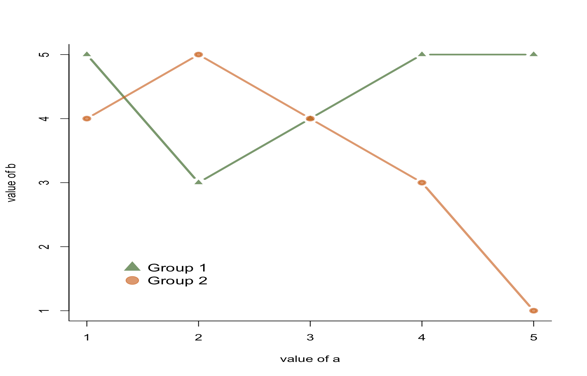 5
4
3
2
1
value of b
Group 1
Group 2
1 2 3 4 5
value of a